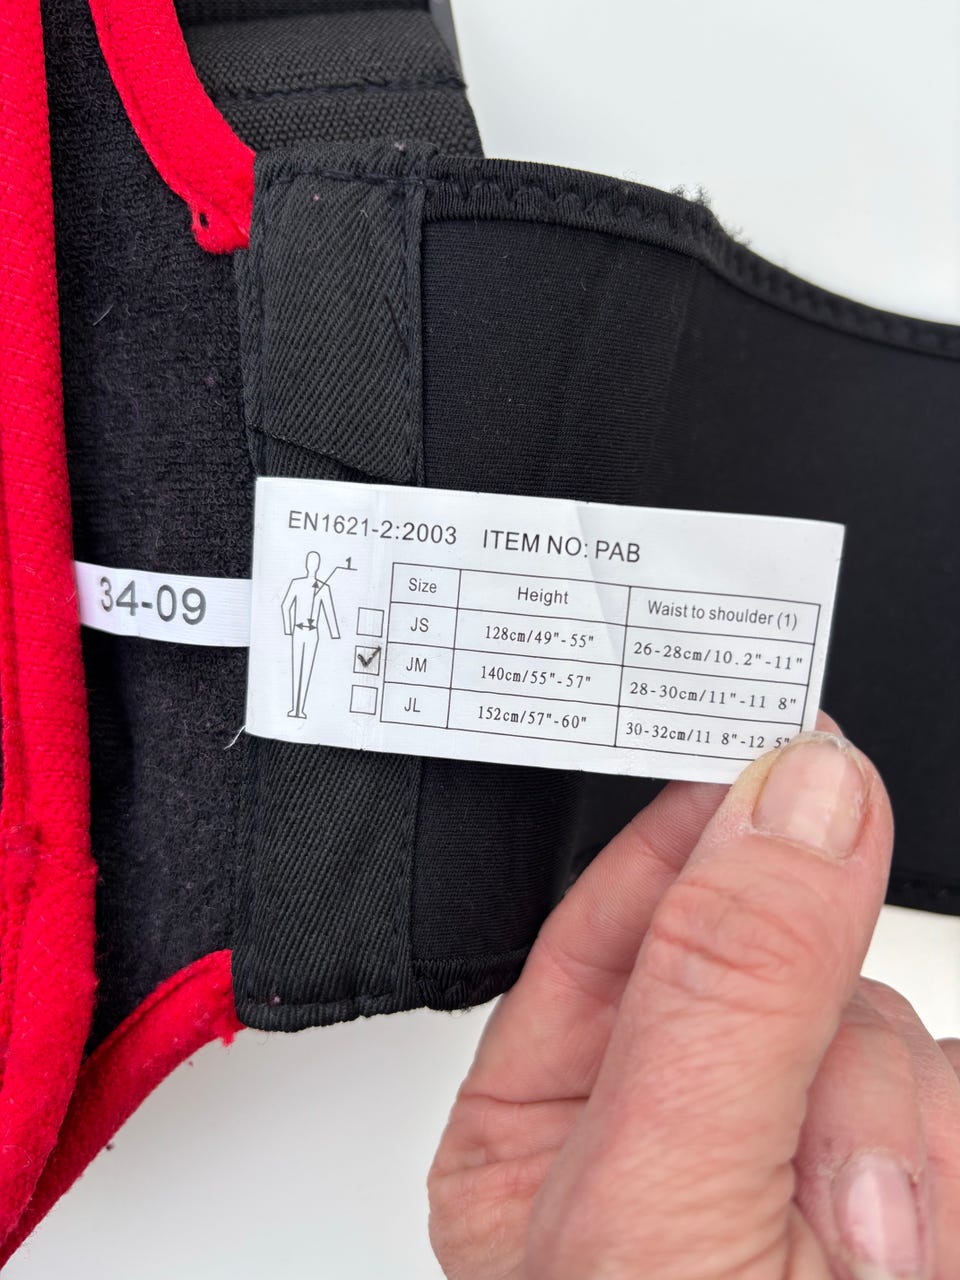 EN1621-2:2003 ITEM NO: PAB
1
Size Height Waist to shoulder (1)
JS 128cm/49"-55" 26-28cm/10.2"-11"
JM 140cm/55"-57" 28-30cm/11"-11 8"
JL 152cm/57"-60" 30-32cm/11 8"-12 5"
34-09